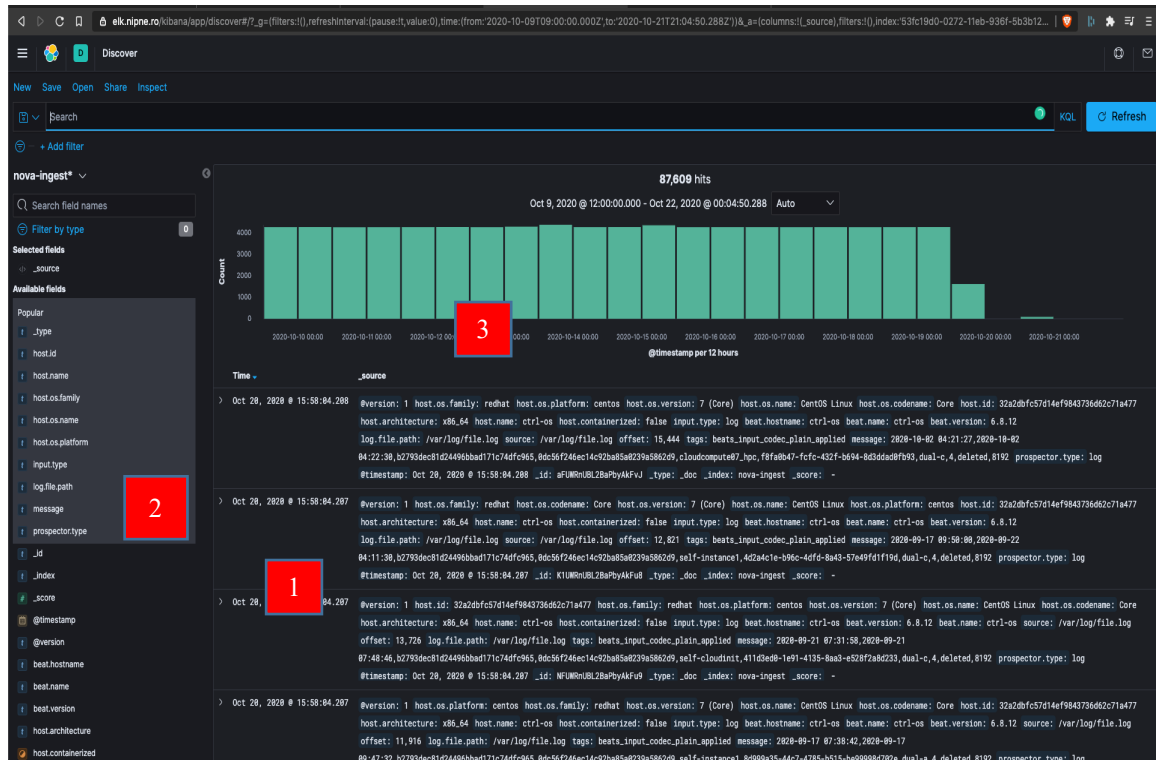 elk.nipne.ro/kibana/app/discover#/?_g=(filters:!(),refreshInterval:(pause:!t,value:0),time:(from:'2020-10-09T09:00:00.000Z',to:'2020-10-21T21:04:50.288Z'))&_a=(columns:!(_source),filters:!(),index:'53fc19d0-0272-11eb-936f-5b3b12...
D Discover
New Save Open Share Inspect
Search KQL Refresh
+ Add filter
nova-ingest*
Search field names
Filter by type 0
Selected fields
_source
Available fields
Popular
t _type
t host.id
t host.name
t host.os.family
t host.os.name
t host.os.platform
t input.type
t log.file.path
t message
t prospector.type
t _id
t _index
# _score
@timestamp
t @version
t beat.hostname
t beat.name
t beat.version
t host.architecture
host.containerized
2
87,609 hits
Oct 9, 2020 @ 12:00:00.000 - Oct 22, 2020 @ 00:04:50.288 Auto
Count
4000
3000
2000
1000
0
3
2020-10-10 00:00 2020-10-11 00:00 2020-10-12 00: 00:00 2020-10-14 00:00 2020-10-15 00:00 2020-10-16 00:00 2020-10-17 00:00 2020-10-18 00:00 2020-10-19 00:00 2020-10-20 00:00 2020-10-21 00:00
@timestamp per 12 hours
Time _source
Oct 20, 2020 @ 15:58:04.208 @version: 1 host.os.family: redhat host.os.platform: centos host.os.version: 7 (Core) host.os.name: CentOS Linux host.os.codename: Core host.id: 32a2dbfc57d14ef9843736d62c71a477
host.architecture: x86_64 host.name: ctrl-os host.containerized: false input.type: log beat.hostname: ctrl-os beat.name: ctrl-os beat.version: 6.8.12
log.file.path: /var/log/file.log source: /var/log/file.log offset: 15,444 tags: beats_input_codec_plain_applied message: 2020-10-02 04:21:27,2020-10-02
04:22:30,b2793dec81d24496bbad171c74dfc965,0dc56f246ec14c92ba85a0239a5862d9,cloudcompute07_hpc,f8fa0b47-fcfc-432f-b694-8d3ddad0fb93,dual-c,4,deleted,8192 prospector.type: log
@timestamp: Oct 20, 2020 @ 15:58:04.208 _id: aFUWRnUBL2BaPbyAkFvJ _type: _doc _index: nova-ingest _score: -
Oct 20, 2020 @ 15:58:04.207 @version: 1 host.os.family: redhat host.os.codename: Core host.os.version: 7 (Core) host.os.name: CentOS Linux host.os.platform: centos host.id: 32a2dbfc57d14ef9843736d62c71a477
host.architecture: x86_64 host.name: ctrl-os host.containerized: false input.type: log beat.hostname: ctrl-os beat.name: ctrl-os beat.version: 6.8.12
log.file.path: /var/log/file.log source: /var/log/file.log offset: 12,821 tags: beats_input_codec_plain_applied message: 2020-09-17 09:50:00,2020-09-22
04:11:30,b2793dec81d24496bbad171c74dfc965,0dc56f246ec14c92ba85a0239a5862d9,self-instance1,4d2a4c1e-b96c-4dfd-8a43-57e49fd1f19d,dual-c,4,deleted,8192 prospector.type: log
@timestamp: Oct 20, 2020 @ 15:58:04.207 _id: K1UWRnUBL2BaPbyAkFu8 _type: _doc _index: nova-ingest _score: -
1
Oct 20, 04.207 @version: 1 host.id: 32a2dbfc57d14ef9843736d62c71a477 host.os.family: redhat host.os.platform: centos host.os.version: 7 (Core) host.os.name: CentOS Linux host.os.codename: Core
host.architecture: x86_64 host.name: ctrl-os host.containerized: false input.type: log beat.hostname: ctrl-os beat.version: 6.8.12 beat.name: ctrl-os source: /var/log/file.log
offset: 13,726 log.file.path: /var/log/file.log tags: beats_input_codec_plain_applied message: 2020-09-21 07:31:58,2020-09-21
07:48:46,b2793dec81d24496bbad171c74dfc965,0dc56f246ec14c92ba85a0239a5862d9,self-cloudinit,411d3ed0-1e91-4135-8aa3-e528f2a8d233,dual-c,4,deleted,8192 prospector.type: log
@timestamp: Oct 20, 2020 @ 15:58:04.207 _id: NFUWRnUBL2BaPbyAkFu9 _type: _doc _index: nova-ingest _score: -
Oct 20, 2020 @ 15:58:04.207 @version: 1 host.os.platform: centos host.os.family: redhat host.os.version: 7 (Core) host.os.name: CentOS Linux host.os.codename: Core host.id: 32a2dbfc57d14ef9843736d62c71a477
host.architecture: x86_64 host.name: ctrl-os host.containerized: false input.type: log beat.hostname: ctrl-os beat.name: ctrl-os beat.version: 6.8.12 source: /var/log/file.log
offset: 11,916 log.file.path: /var/log/file.log tags: beats_input_codec_plain_applied message: 2020-09-17 07:38:42,2020-09-17